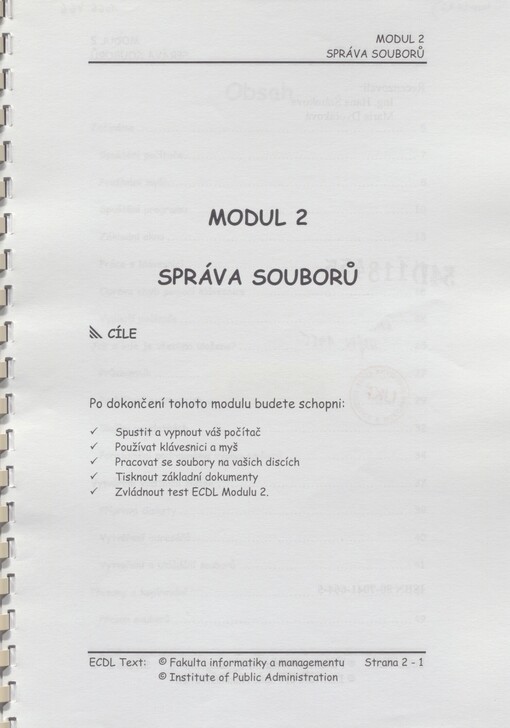 MODUL 2
SPRÁVA SOUBORŮ
MODUL 2
SPRÁVA SOUBORŮ
CÍLE
Po dokončení tohoto modulu budete schopni:
✓ Spustit a vypnout váš počítač
✓ Používat klávesnici a myš
✓ Pracovat se soubory na vašich discích
✓ Tisknout základní dokumenty
✓ Zvládnout test ECDL Modulu 2.
ECDL Text: © Fakulta informatiky a managementu Strana 2 - 1
© Institute of Public Administration